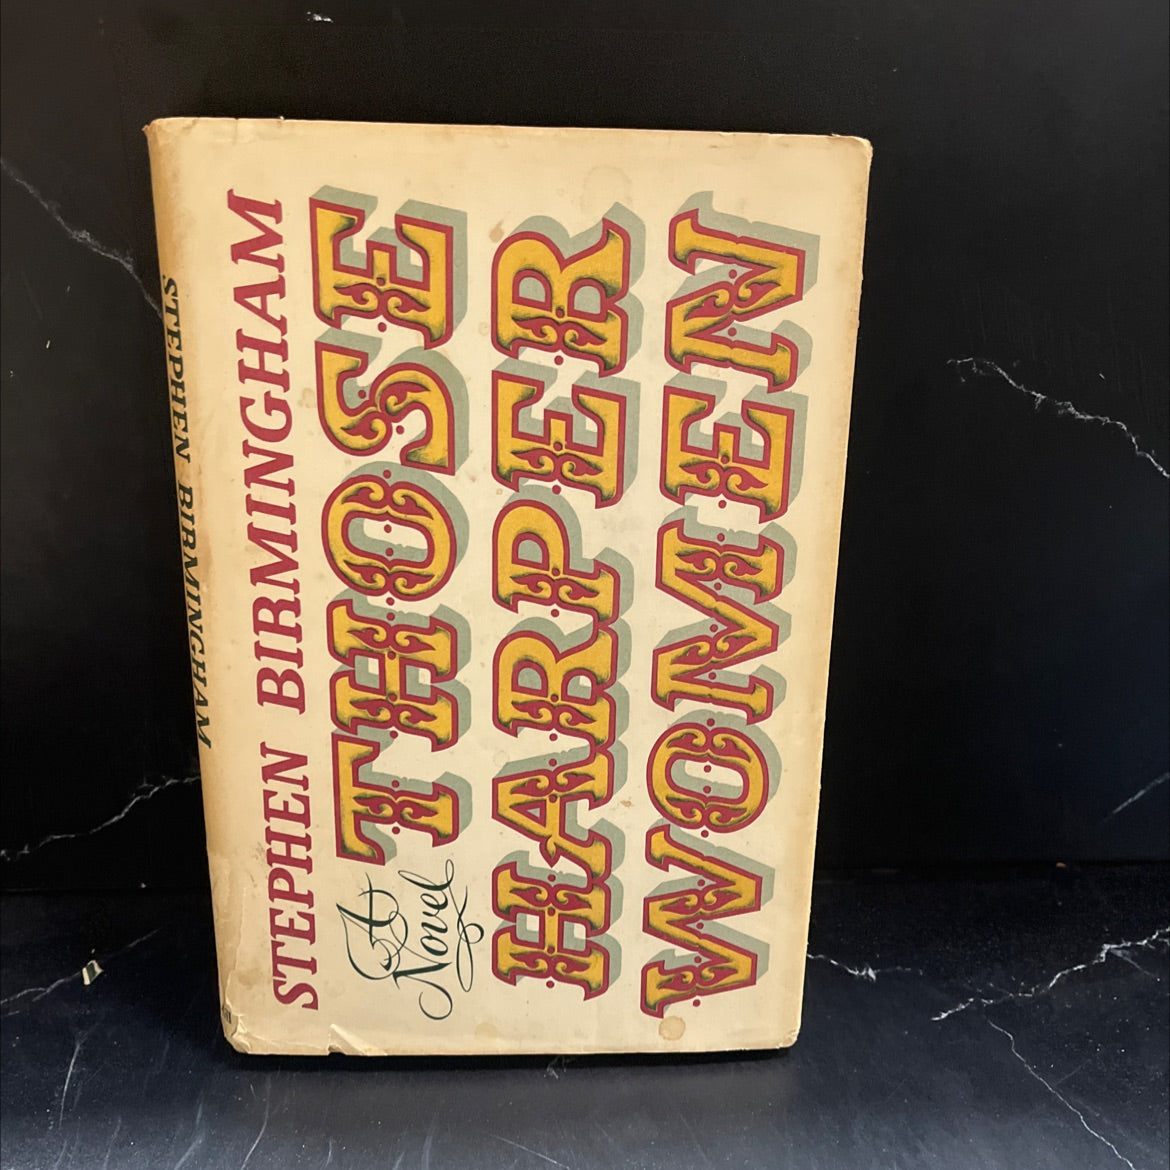 STEPHEN BIRMINGHAM
THOSE
HARPER
WOMEN
A
Novel
STEPHEN BIRMINGHAM